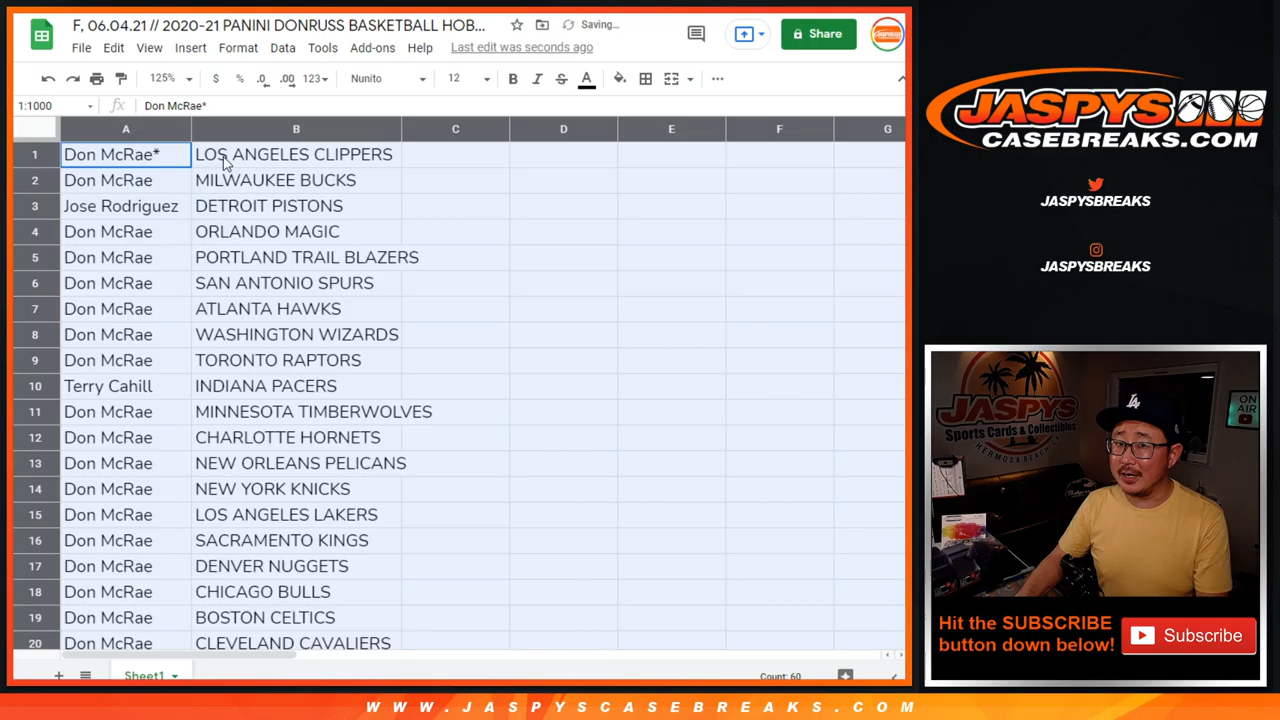 F, 06.04.21 // 2020-21 PANINI DONRUSS BASKETBALL HOB...
Saving...
File Edit View Insert Format Data Tools Add-ons Help Last edit was seconds ago
Share
125% $ % .0 .00 123 Nunito 12 B I S A
1:1000 fx Don McRae*
A B C D E F G
1 Don McRae* LOS ANGELES CLIPPERS
2 Don McRae MILWAUKEE BUCKS
3 Jose Rodriguez DETROIT PISTONS
4 Don McRae ORLANDO MAGIC
5 Don McRae PORTLAND TRAIL BLAZERS
6 Don McRae SAN ANTONIO SPURS
7 Don McRae ATLANTA HAWKS
8 Don McRae WASHINGTON WIZARDS
9 Don McRae TORONTO RAPTORS
10 Terry Cahill INDIANA PACERS
11 Don McRae MINNESOTA TIMBERWOLVES
12 Don McRae CHARLOTTE HORNETS
13 Don McRae NEW ORLEANS PELICANS
14 Don McRae NEW YORK KNICKS
15 Don McRae LOS ANGELES LAKERS
16 Don McRae SACRAMENTO KINGS
17 Don McRae DENVER NUGGETS
18 Don McRae CHICAGO BULLS
19 Don McRae BOSTON CELTICS
20 Don McRae CLEVELAND CAVALIERS
Sheet1
Count: 60
JASPYS
CASEBREAKS.COM
JASPYSBREAKS
JASPYSBREAKS
JASPYS
Sports Cards & Collectibles
HERMOSA BEACH, CA
LA
ON
AIR
Hit the SUBSCRIBE
button down below!
Subscribe
WWW.JASPYSCASEBREAKS.COM